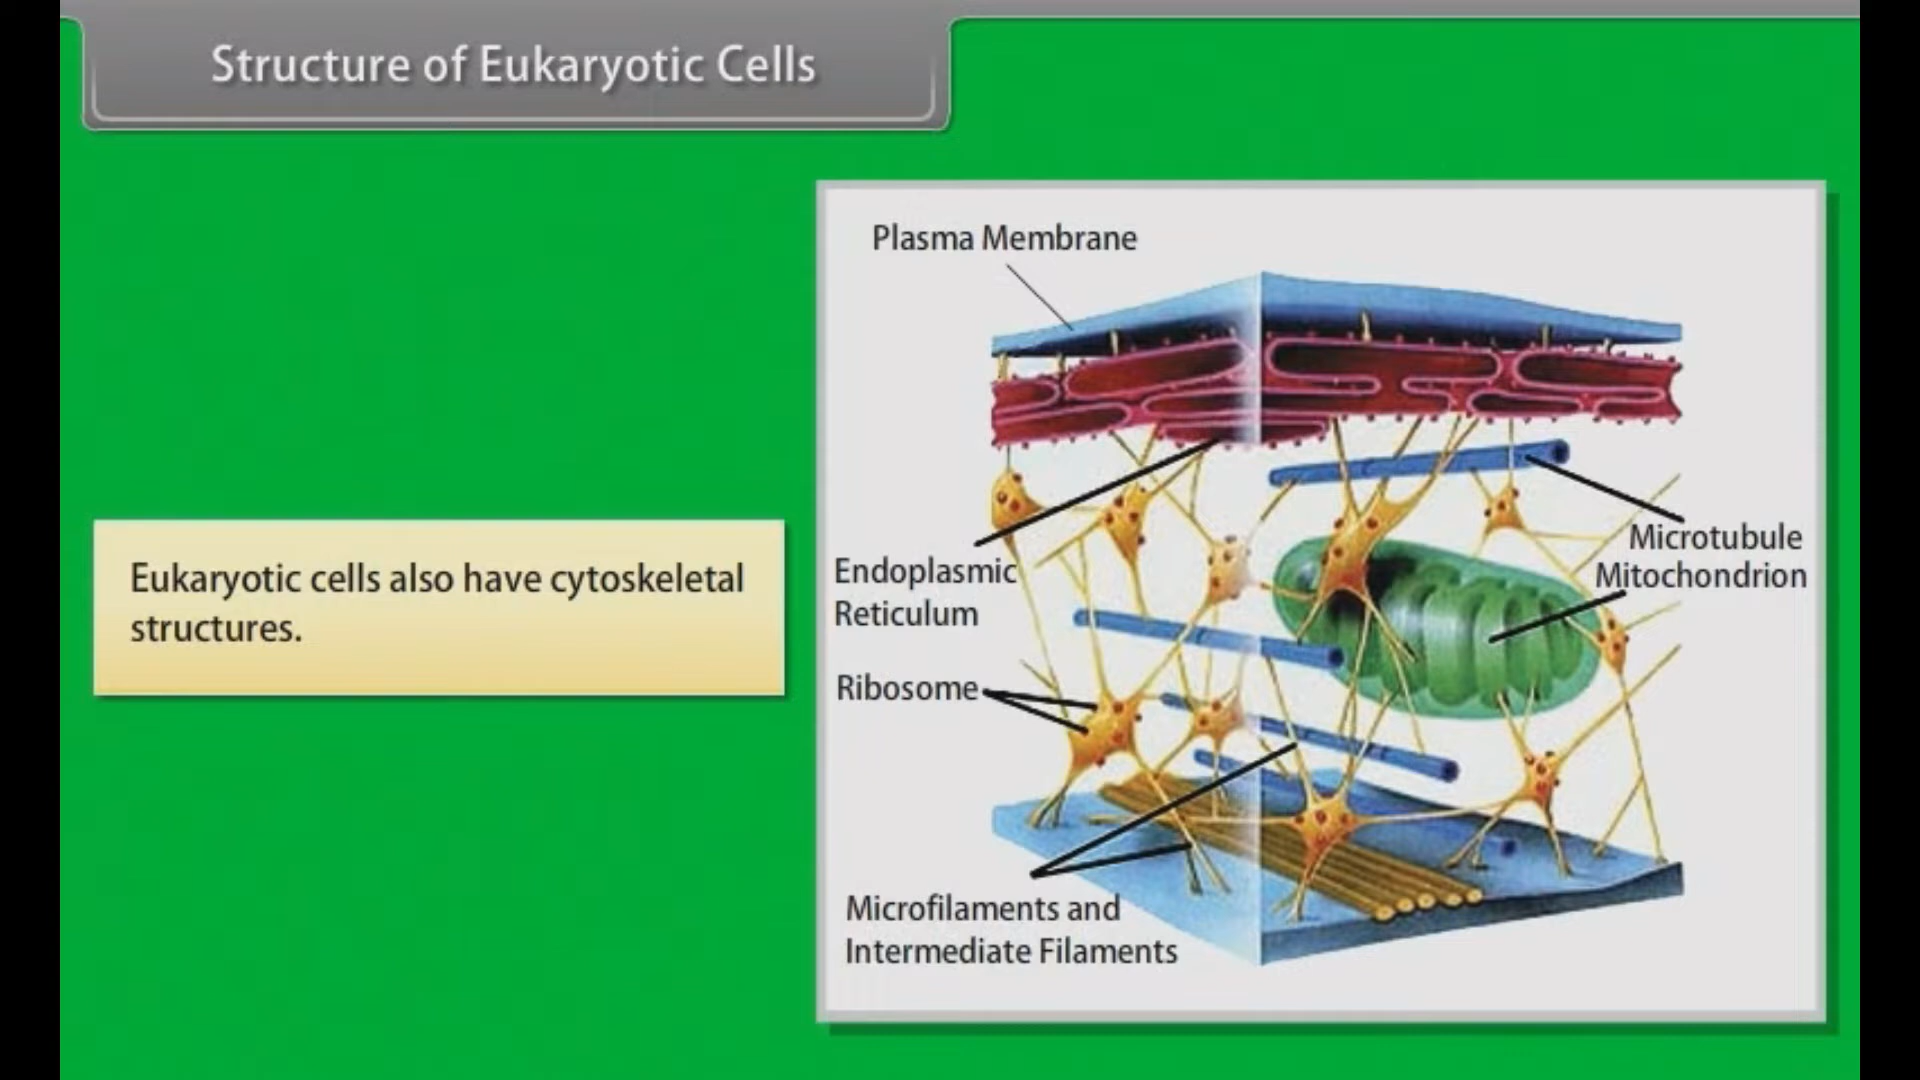 Structure of Eukaryotic Cells
Eukaryotic cells also have cytoskeletal
structures.
Plasma Membrane
Endoplasmic
Reticulum
Ribosome
Microfilaments and
Intermediate Filaments
Microtubule
Mitochondrion